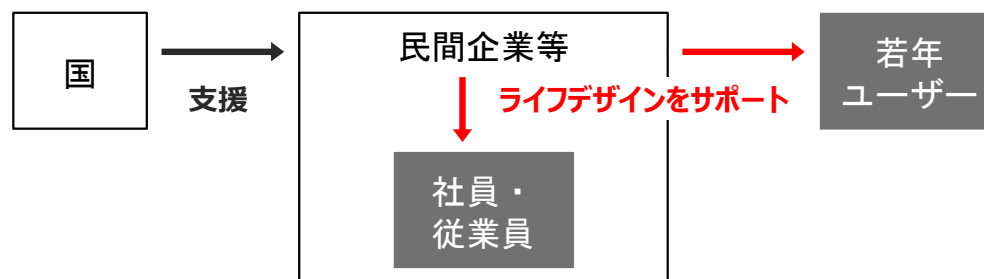 国
支援
民間企業等
ライフデザインをサポート
社員・
従業員
若年
ユーザー